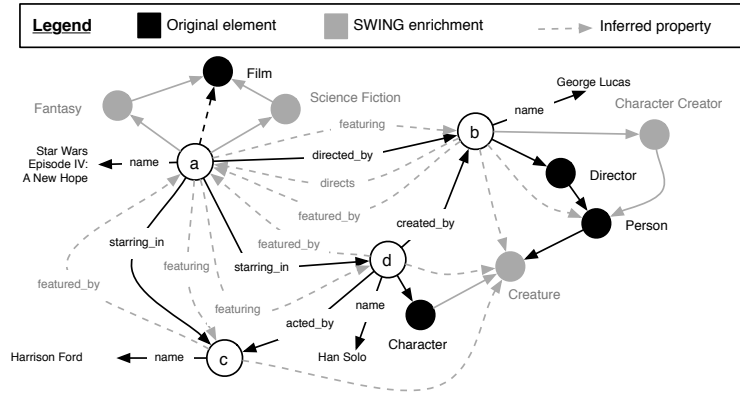 Legend
Original element
SWING enrichment
Inferred property
Film
George Lucas
Fantasy
Science Fiction
name
Character Creator
featuring
b
Star Wars
Episode IV:
A New Hope
name
a
directed_by
directs
Director
featured_by
created_by
Person
starring_in
featured_by
d
featured_by
featuring
starring_in
Creature
featuring
name
acted_by
Character
Harrison Ford
name
c
Han Solo